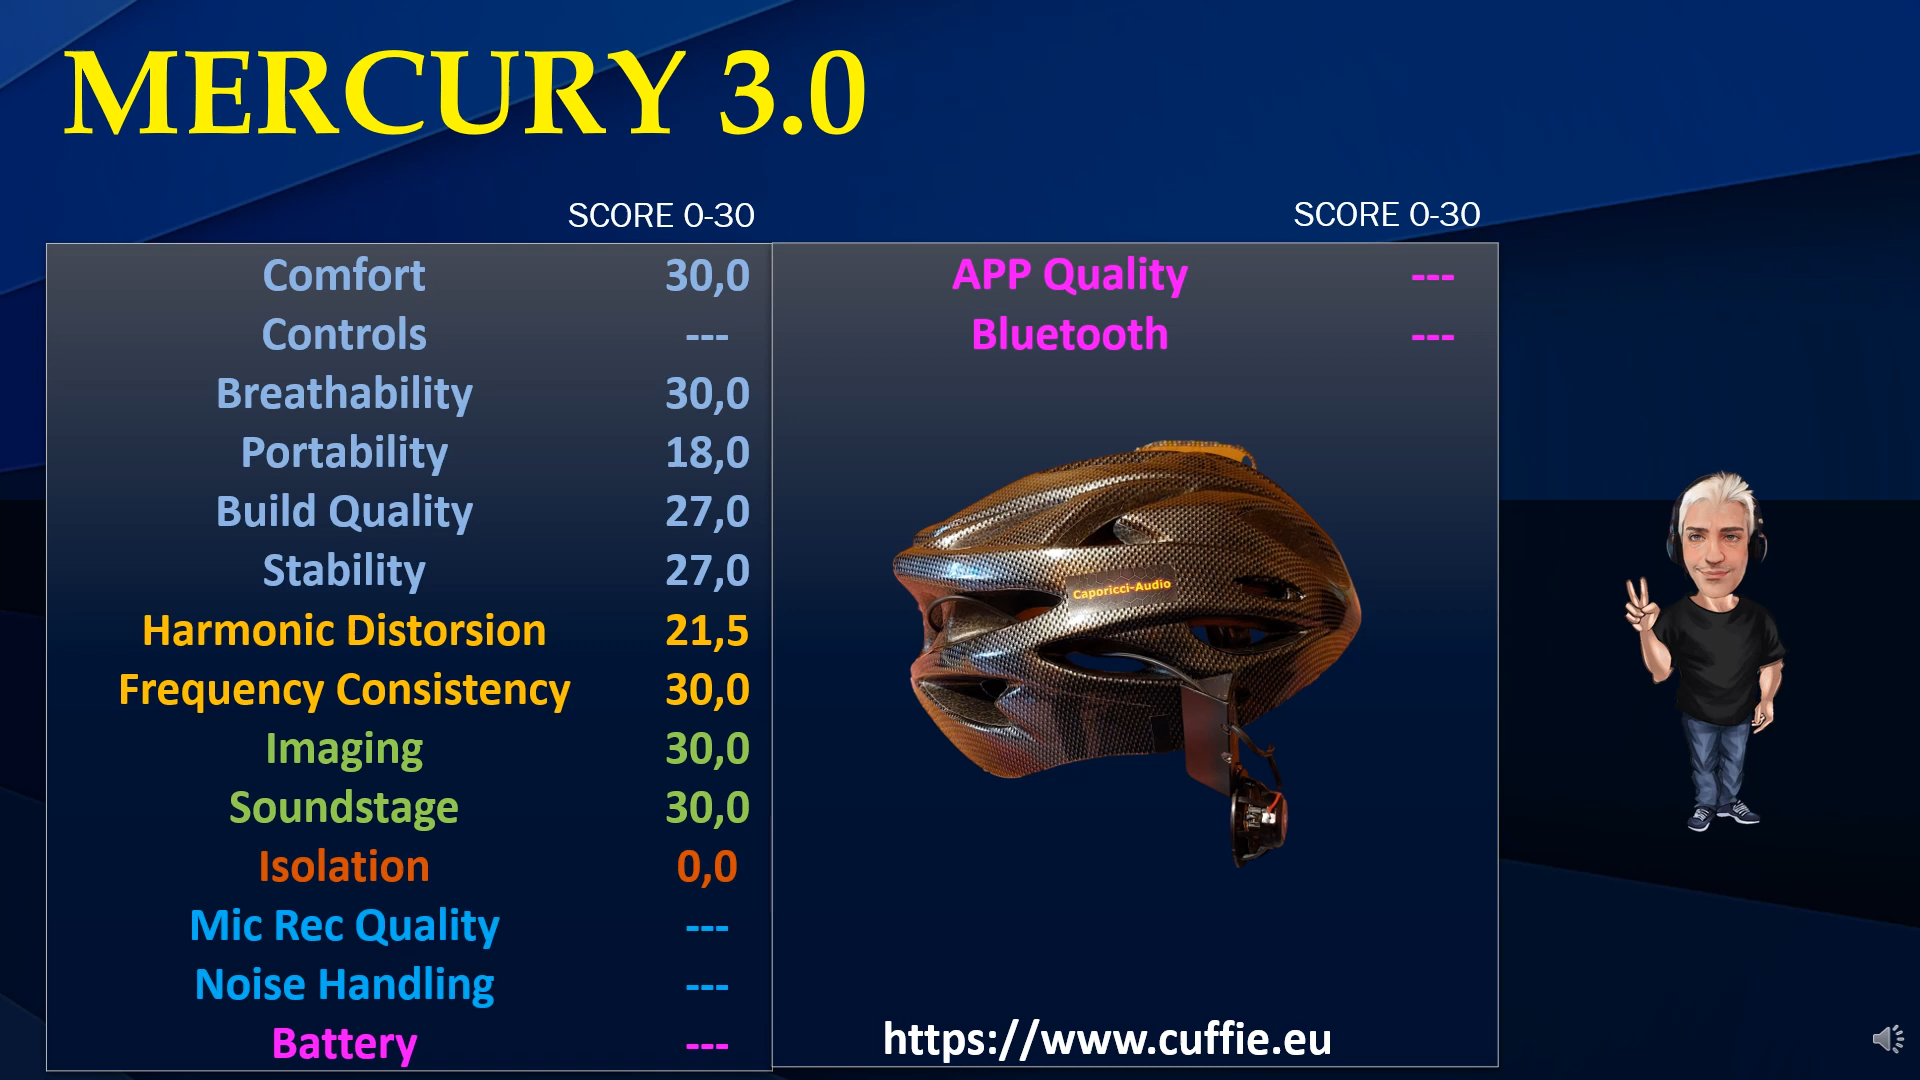 MERCURY 3.0
SCORE 0-30
Comfort 30,0
Controls ---
Breathability 30,0
Portability 18,0
Build Quality 27,0
Stability 27,0
Harmonic Distorsion 21,5
Frequency Consistency 30,0
Imaging 30,0
Soundstage 30,0
Isolation 0,0
Mic Rec Quality ---
Noise Handling ---
Battery ---
SCORE 0-30
APP Quality ---
Bluetooth ---
Caporicci-Audio
https://www.cuffie.eu